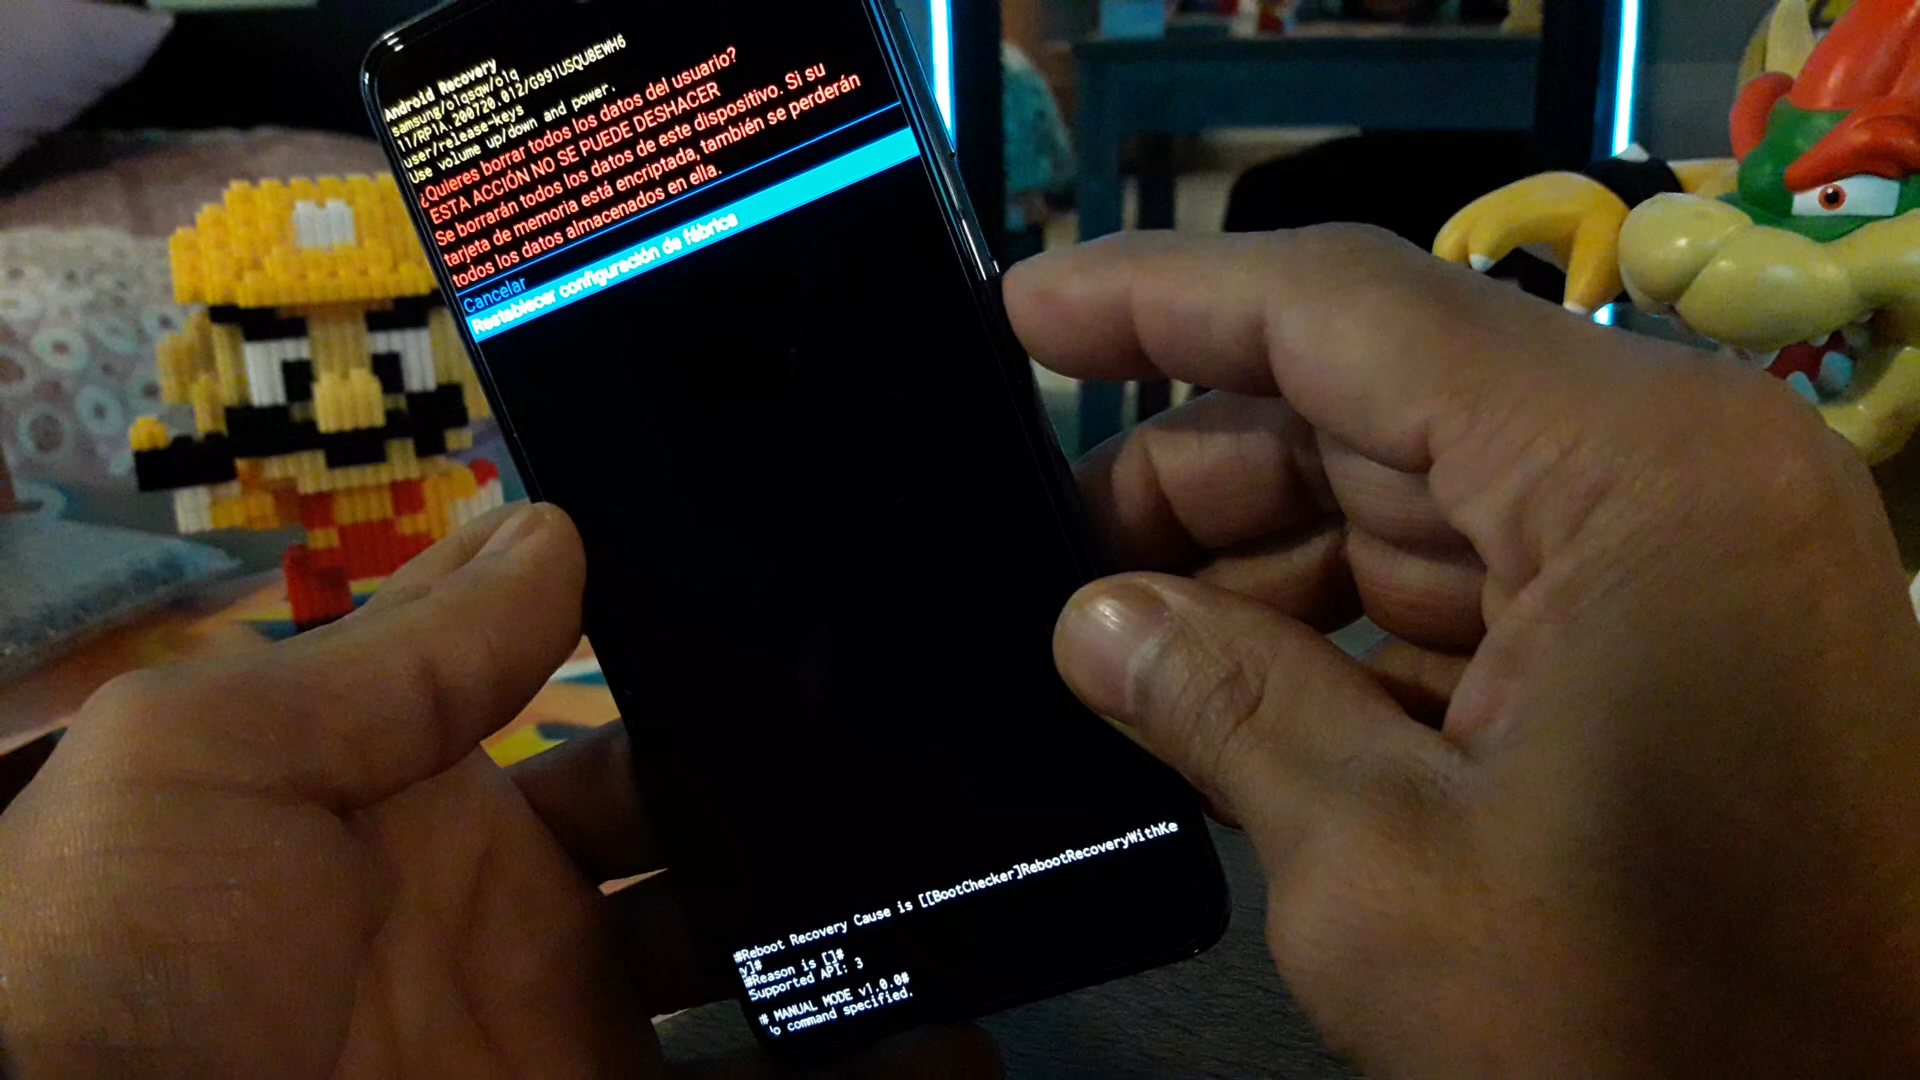 Android Recovery
samsung/o1qsqw/o1q
11/RP1A.200720.012/G991USQU8EWH6
user/release-keys
Use volume up/down and power.
¿Quieres borrar todos los datos del usuario?
ESTA ACCIÓN NO SE PUEDE DESHACER
Se borrarán todos los datos de este dispositivo. Si su
tarjeta de memoria está encriptada, también se perderán
todos los datos almacenados en ella.
Cancelar
Restablecer configuración de fábrica
#Reboot Recovery Cause is [[BootChecker]RebootRecoveryWithKe
y]#
#Reason is []#
Supported API: 3
# MANUAL MODE v1.0.0#
o command specified.